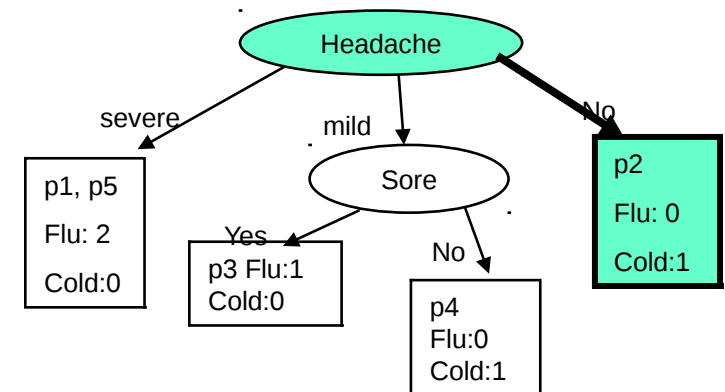 Headache
severe
mild
No
p1, p5
Flu: 2
Cold:0
Sore
p2
Flu: 0
Cold:1
Yes
No
p3 Flu:1
Cold:0
p4
Flu:0
Cold:1